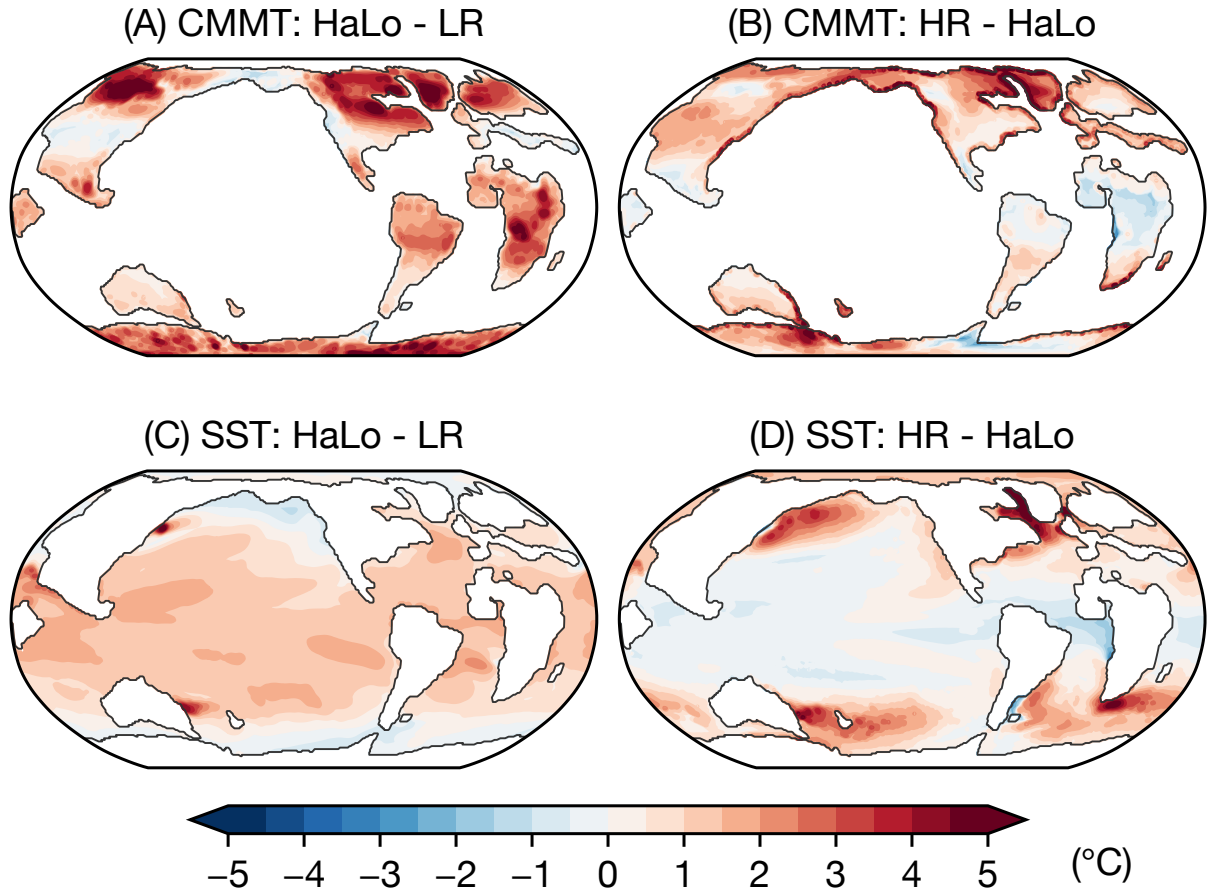 (A) CMMT: HaLo - LR
(B) CMMT: HR - HaLo
(C) SST: HaLo - LR
(D) SST: HR - HaLo
−5 −4 −3 −2 −1 0 1 2 3 4 5 (°C)